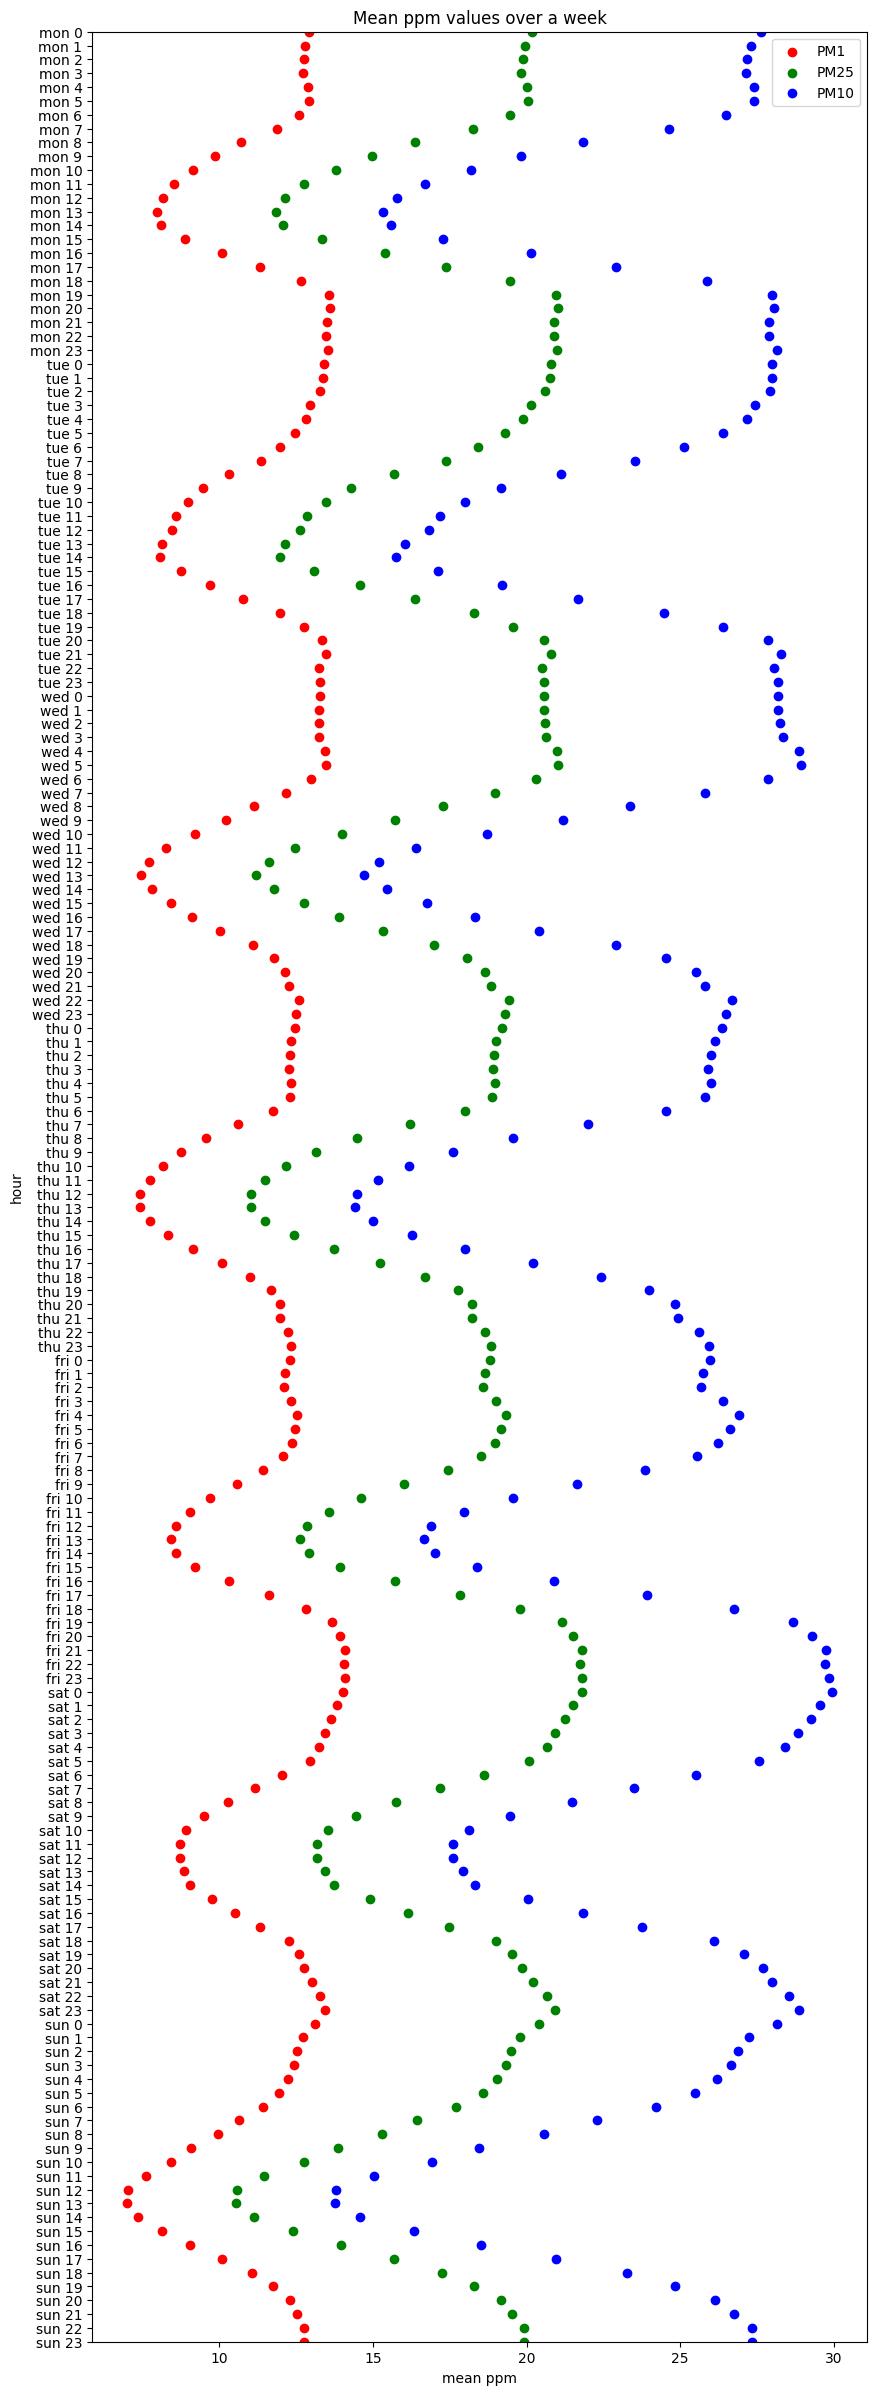 Mean ppm values over a week
PM1
PM25
PM10
mon 0
mon 1
mon 2
mon 3
mon 4
mon 5
mon 6
mon 7
mon 8
mon 9
mon 10
mon 11
mon 12
mon 13
mon 14
mon 15
mon 16
mon 17
mon 18
mon 19
mon 20
mon 21
mon 22
mon 23
tue 0
tue 1
tue 2
tue 3
tue 4
tue 5
tue 6
tue 7
tue 8
tue 9
tue 10
tue 11
tue 12
tue 13
tue 14
tue 15
tue 16
tue 17
tue 18
tue 19
tue 20
tue 21
tue 22
tue 23
wed 0
wed 1
wed 2
wed 3
wed 4
wed 5
wed 6
wed 7
wed 8
wed 9
wed 10
wed 11
wed 12
wed 13
wed 14
wed 15
wed 16
wed 17
wed 18
wed 19
wed 20
wed 21
wed 22
wed 23
thu 0
thu 1
thu 2
thu 3
thu 4
thu 5
thu 6
thu 7
thu 8
thu 9
thu 10
thu 11
thu 12
thu 13
thu 14
thu 15
thu 16
thu 17
thu 18
thu 19
thu 20
thu 21
thu 22
thu 23
fri 0
fri 1
fri 2
fri 3
fri 4
fri 5
fri 6
fri 7
fri 8
fri 9
fri 10
fri 11
fri 12
fri 13
fri 14
fri 15
fri 16
fri 17
fri 18
fri 19
fri 20
fri 21
fri 22
fri 23
sat 0
sat 1
sat 2
sat 3
sat 4
sat 5
sat 6
sat 7
sat 8
sat 9
sat 10
sat 11
sat 12
sat 13
sat 14
sat 15
sat 16
sat 17
sat 18
sat 19
sat 20
sat 21
sat 22
sat 23
sun 0
sun 1
sun 2
sun 3
sun 4
sun 5
sun 6
sun 7
sun 8
sun 9
sun 10
sun 11
sun 12
sun 13
sun 14
sun 15
sun 16
sun 17
sun 18
sun 19
sun 20
sun 21
sun 22
sun 23
hour
10 15 20 25 30
mean ppm